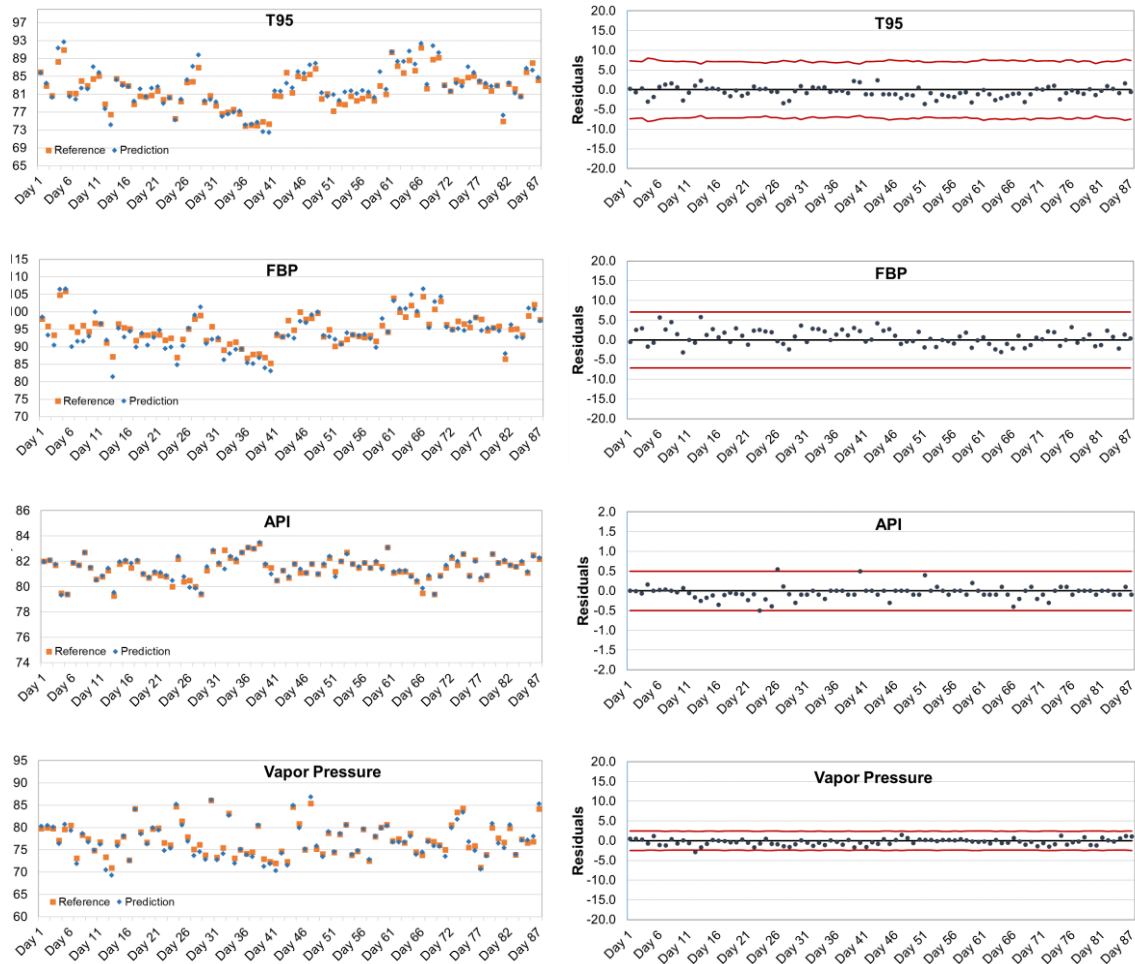 T95
97
93
89
85
81
77
73
69
65
Reference Prediction
Day 1 Day 6 Day 11 Day 16 Day 21 Day 26 Day 31 Day 36 Day 41 Day 46 Day 51 Day 56 Day 61 Day 66 Day 72 Day 77 Day 82 Day 87
T95
Residuals
20.0
15.0
10.0
5.0
0.0
-5.0
-10.0
-15.0
-20.0
Day 1 Day 6 Day 11 Day 16 Day 21 Day 26 Day 31 Day 36 Day 41 Day 46 Day 51 Day 56 Day 61 Day 66 Day 71 Day 76 Day 81 Day 87
FBP
115
110
105
100
95
90
85
80
75
70
Reference Prediction
Day 1 Day 6 Day 11 Day 16 Day 21 Day 26 Day 31 Day 36 Day 41 Day 46 Day 51 Day 56 Day 61 Day 66 Day 72 Day 77 Day 82 Day 87
FBP
Residuals
20.0
15.0
10.0
5.0
0.0
-5.0
-10.0
-15.0
-20.0
Day 1 Day 6 Day 11 Day 16 Day 21 Day 26 Day 31 Day 36 Day 41 Day 46 Day 51 Day 56 Day 61 Day 66 Day 71 Day 76 Day 81 Day 87
API
86
84
82
80
78
76
74
Reference Prediction
Day 1 Day 6 Day 11 Day 16 Day 21 Day 26 Day 31 Day 36 Day 41 Day 46 Day 51 Day 56 Day 61 Day 66 Day 72 Day 77 Day 82 Day 87
API
Residuals
2.0
1.5
1.0
0.5
0.0
-0.5
-1.0
-1.5
-2.0
Day 1 Day 6 Day 11 Day 16 Day 21 Day 26 Day 31 Day 36 Day 41 Day 46 Day 51 Day 56 Day 61 Day 66 Day 71 Day 76 Day 81 Day 87
Vapor Pressure
95
90
85
80
75
70
65
60
Reference Prediction
Day 1 Day 6 Day 11 Day 16 Day 21 Day 26 Day 31 Day 36 Day 41 Day 46 Day 51 Day 56 Day 61 Day 66 Day 72 Day 77 Day 82 Day 87
Vapor Pressure
Residuals
20.0
15.0
10.0
5.0
0.0
-5.0
-10.0
-15.0
-20.0
Day 1 Day 6 Day 11 Day 16 Day 21 Day 26 Day 31 Day 36 Day 41 Day 46 Day 51 Day 56 Day 61 Day 66 Day 71 Day 76 Day 81 Day 87